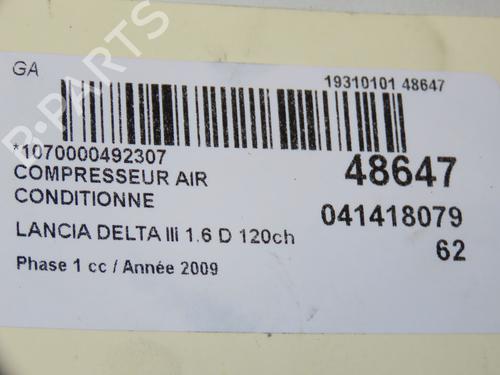 GA
19310101 48647
B-PARTS
*1070000492307
48647
COMPRESSEUR AIR
CONDITIONNE
041418079
62
LANCIA DELTA III 1.6 D 120ch
Phase 1 cc / Année 2009